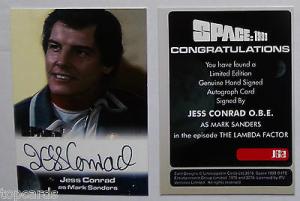 Jess Conrad
Jess Conrad
as Mark Sanders
SPACE: 1999
CONGRATULATIONS
You have found a
Limited Edition
Genuine Hand Signed
Autograph Card
Signed By
JESS CONRAD O.B.E.
AS MARK SANDERS
in the episode THE LAMBDA FACTOR
topcards